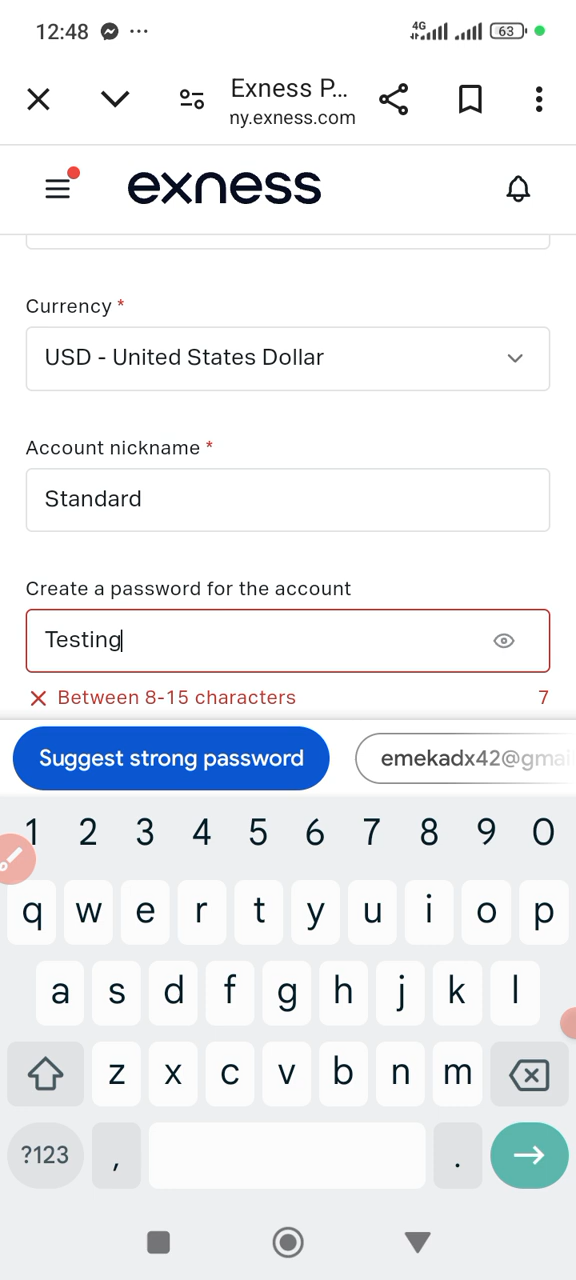 12:48 ··· 4G 63
Exness P...
ny.exness.com
exness
Currency *
USD - United States Dollar
Account nickname *
Standard
Create a password for the account
Testing
Between 8-15 characters 7
Suggest strong password emekadx42@gmai
1 2 3 4 5 6 7 8 9 0
q w e r t y u i o p
a s d f g h j k l
z x c v b n m
?123 , .